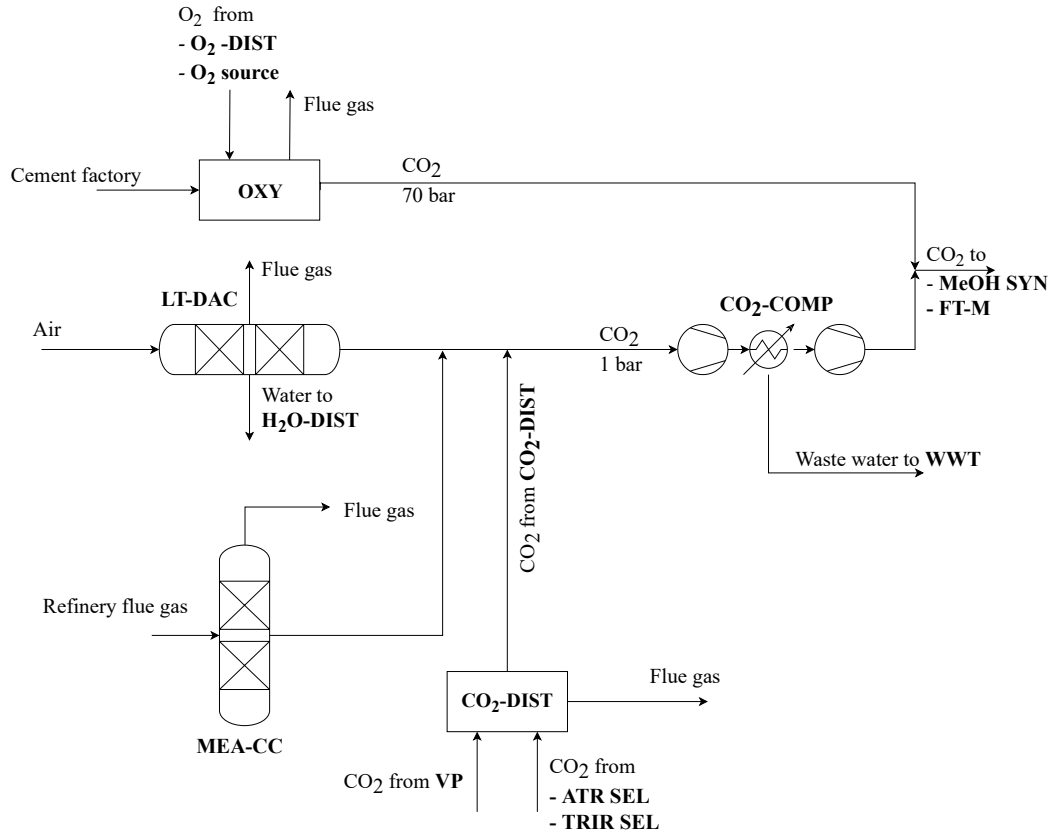 O₂ from
- O₂ -DIST
- O₂ source
Flue gas
Cement factory
OXY
CO₂
70 bar
Flue gas
LT-DAC
Air
Water to
H₂O-DIST
CO₂
1 bar
CO₂-COMP
CO₂ to
- MeOH SYN
- FT-M
Waste water to WWT
CO₂ from CO₂-DIST
Flue gas
Refinery flue gas
MEA-CC
CO₂-DIST
Flue gas
CO₂ from VP
CO₂ from
- ATR SEL
- TRIR SEL